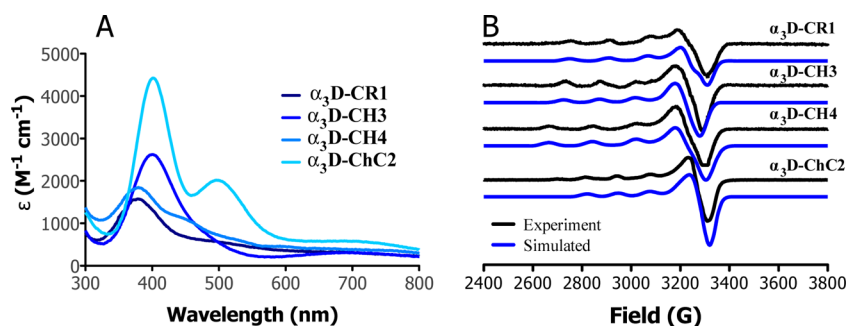 A
ε (M⁻¹ cm⁻¹)
5000
4000
3000
2000
1000
0
α₃D-CR1
α₃D-CH3
α₃D-CH4
α₃D-ChC2
300 400 500 600 700 800
Wavelength (nm)
B
α₃D-CR1
α₃D-CH3
α₃D-CH4
α₃D-ChC2
Experiment
Simulated
2400 2600 2800 3000 3200 3400 3600 3800
Field (G)